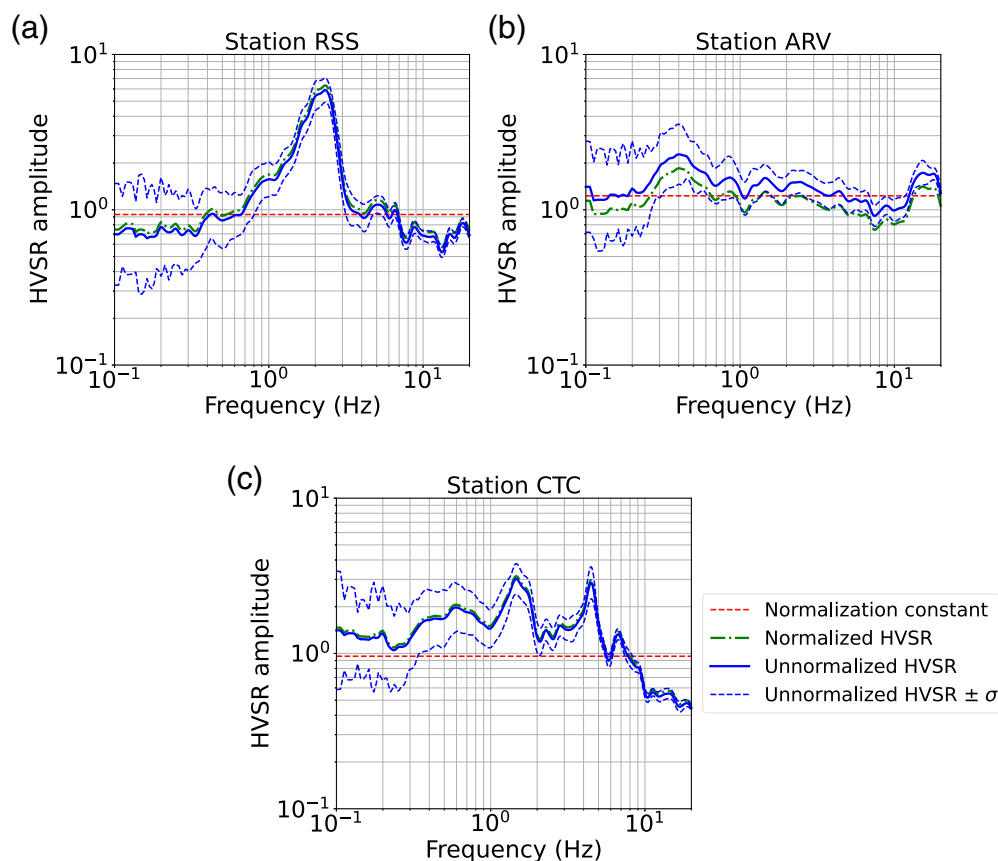 (a)
Station RSS
10^1
10^0
10^-1
HVSR amplitude
10^-1
10^0
10^1
Frequency (Hz)
(b)
Station ARV
10^1
10^0
10^-1
HVSR amplitude
10^-1
10^0
10^1
Frequency (Hz)
(c)
Station CTC
10^1
10^0
10^-1
HVSR amplitude
10^-1
10^0
10^1
Frequency (Hz)
Normalization constant
Normalized HVSR
Unnormalized HVSR
Unnormalized HVSR ± σ